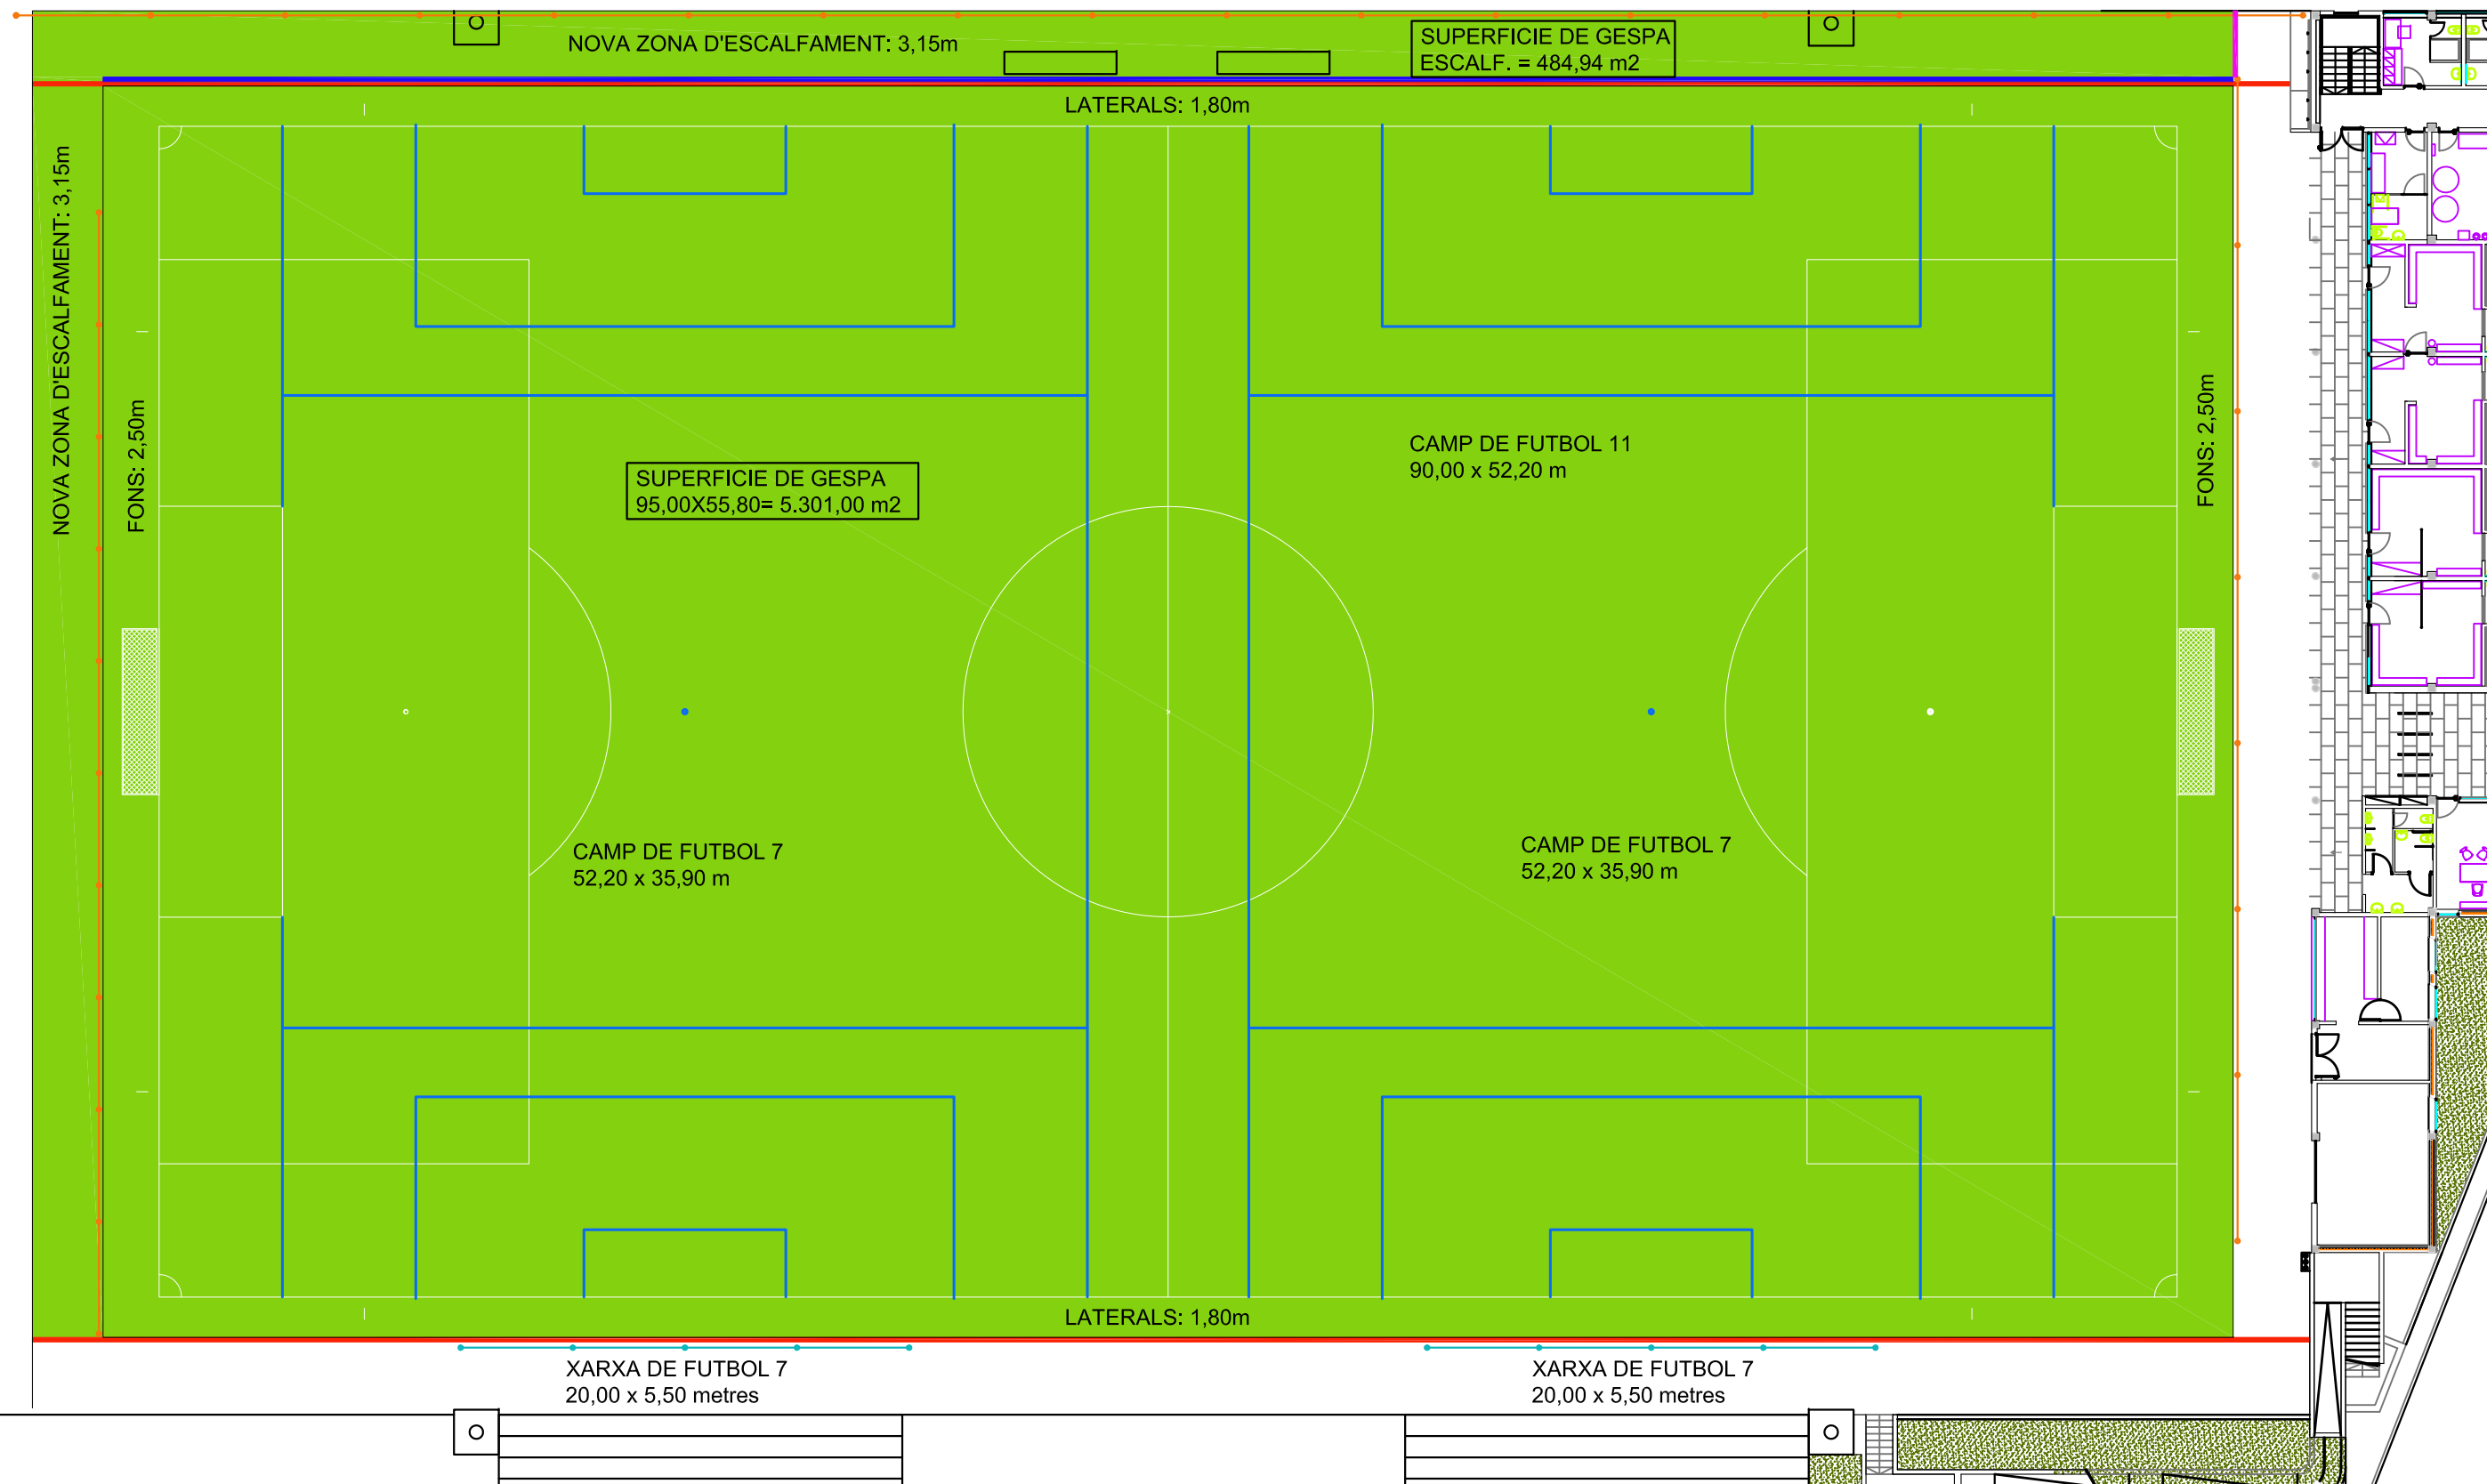 NOVA ZONA D'ESCALFAMENT: 3,15m
SUPERFICIE DE GESPA
ESCALF. = 484,94 m2
LATERALS: 1,80m
NOVA ZONA D'ESCALFAMENT: 3,15m
FONS: 2,50m
SUPERFICIE DE GESPA
95,00X55,80= 5.301,00 m2
CAMP DE FUTBOL 11
90,00 x 52,20 m
FONS: 2,50m
CAMP DE FUTBOL 7
52,20 x 35,90 m
CAMP DE FUTBOL 7
52,20 x 35,90 m
LATERALS: 1,80m
XARXA DE FUTBOL 7
20,00 x 5,50 metres
XARXA DE FUTBOL 7
20,00 x 5,50 metres